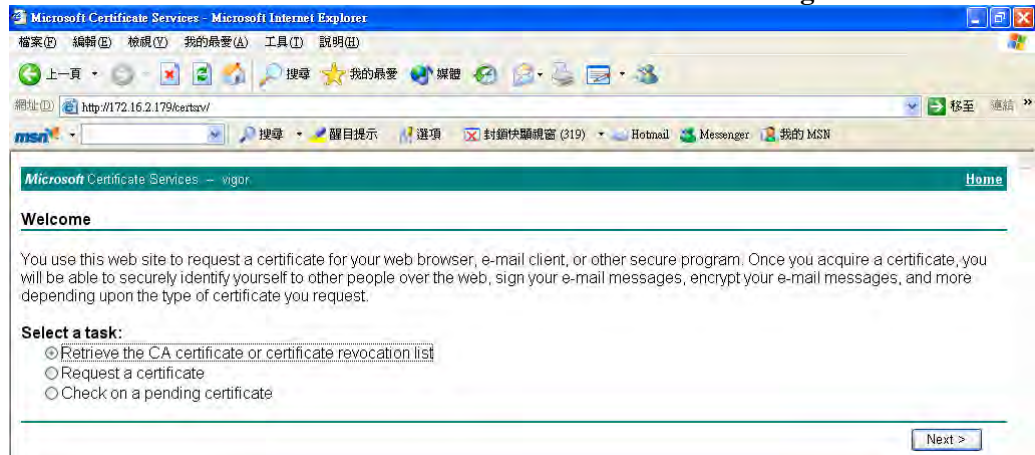 Microsoft Certificate Services - Microsoft Internet Explorer
檔案(F) 編輯(E) 檢視(V) 我的最愛(A) 工具(T) 說明(H)
上一頁 搜尋 我的最愛 媒體
網址(D) http://172.16.2.179/certsrv/ 移至 連結 »
msn 搜尋 醒目提示 選項 封鎖快顯視窗 (319) Hotmail Messenger 我的 MSN
Microsoft Certificate Services -- vigor Home
Welcome
You use this web site to request a certificate for your web browser, e-mail client, or other secure program. Once you acquire a certificate, you
will be able to securely identify yourself to other people over the web, sign your e-mail messages, encrypt your e-mail messages, and more
depending upon the type of certificate you request.
Select a task:
Retrieve the CA certificate or certificate revocation list
Request a certificate
Check on a pending certificate
Next >